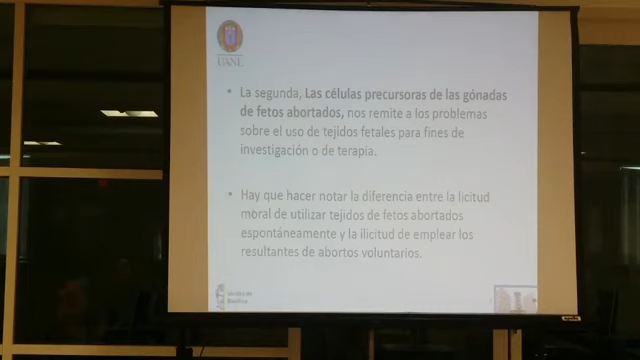 UANL
• La segunda, Las células precursoras de las gónadas
de fetos abortados, nos remite a los problemas
sobre el uso de tejidos fetales para fines de
investigación o de terapia.
• Hay que hacer notar la diferencia entre la licitud
moral de utilizar tejidos de fetos abortados
espontáneamente y la ilicitud de emplear los
resultantes de abortos voluntarios.